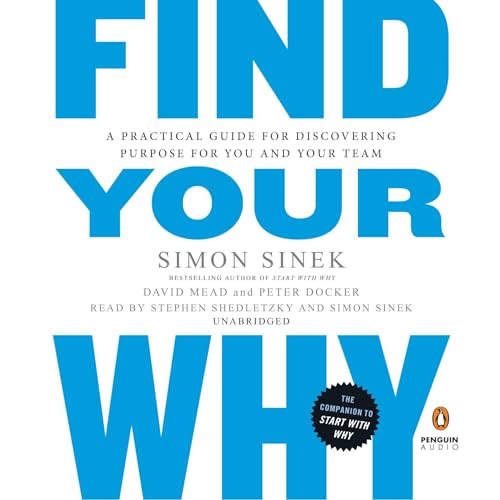 FIND
A PRACTICAL GUIDE FOR DISCOVERING
PURPOSE FOR YOU AND YOUR TEAM
YOUR
SIMON SINEK
BESTSELLING AUTHOR OF START WITH WHY
DAVID MEAD and PETER DOCKER
READ BY STEPHEN SHEDLETZKY AND SIMON SINEK
UNABRIDGED
WHY
THE
COMPANION TO
START WITH
WHY
PENGUIN
AUDIO